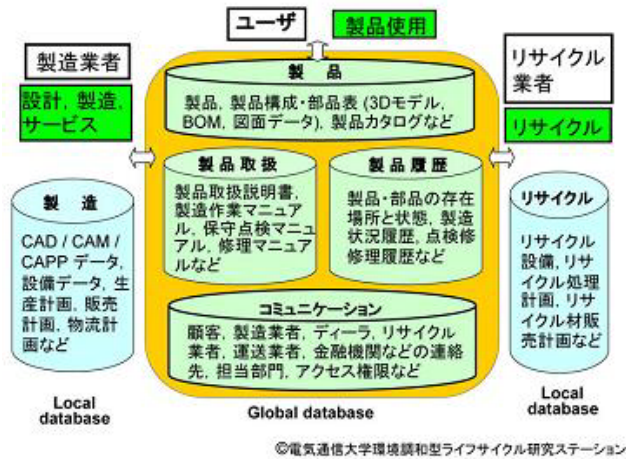 ユーザ
製品使用
製造業者
設計, 製造,
サービス
リサイクル
業者
リサイクル
製 品
製品, 製品構成・部品表 (3Dモデル,
BOM, 図面データ), 製品カタログなど
製品取扱
製品取扱説明書,
製造作業マニュア
ル, 保守点検マニュ
アル, 修理マニュア
ルなど
製品履歴
製品・部品の存在
場所と状態, 製造
状況履歴, 点検修
修理履歴など
製 造
CAD / CAM /
CAPP データ,
設備データ, 生
産計画, 販売
計画, 物流計
画など
リサイクル
リサイクル
設備, リサ
イクル処理
計画, リサ
イクル材販
売計画など
コミュニケーション
顧客, 製造業者, ディーラ, リサイクル
業者, 運送業者, 金融機関などの連絡
先, 担当部門, アクセス権限など
Local
database
Global database
Local
database
©電気通信大学環境調和型ライフサイクル研究ステーション